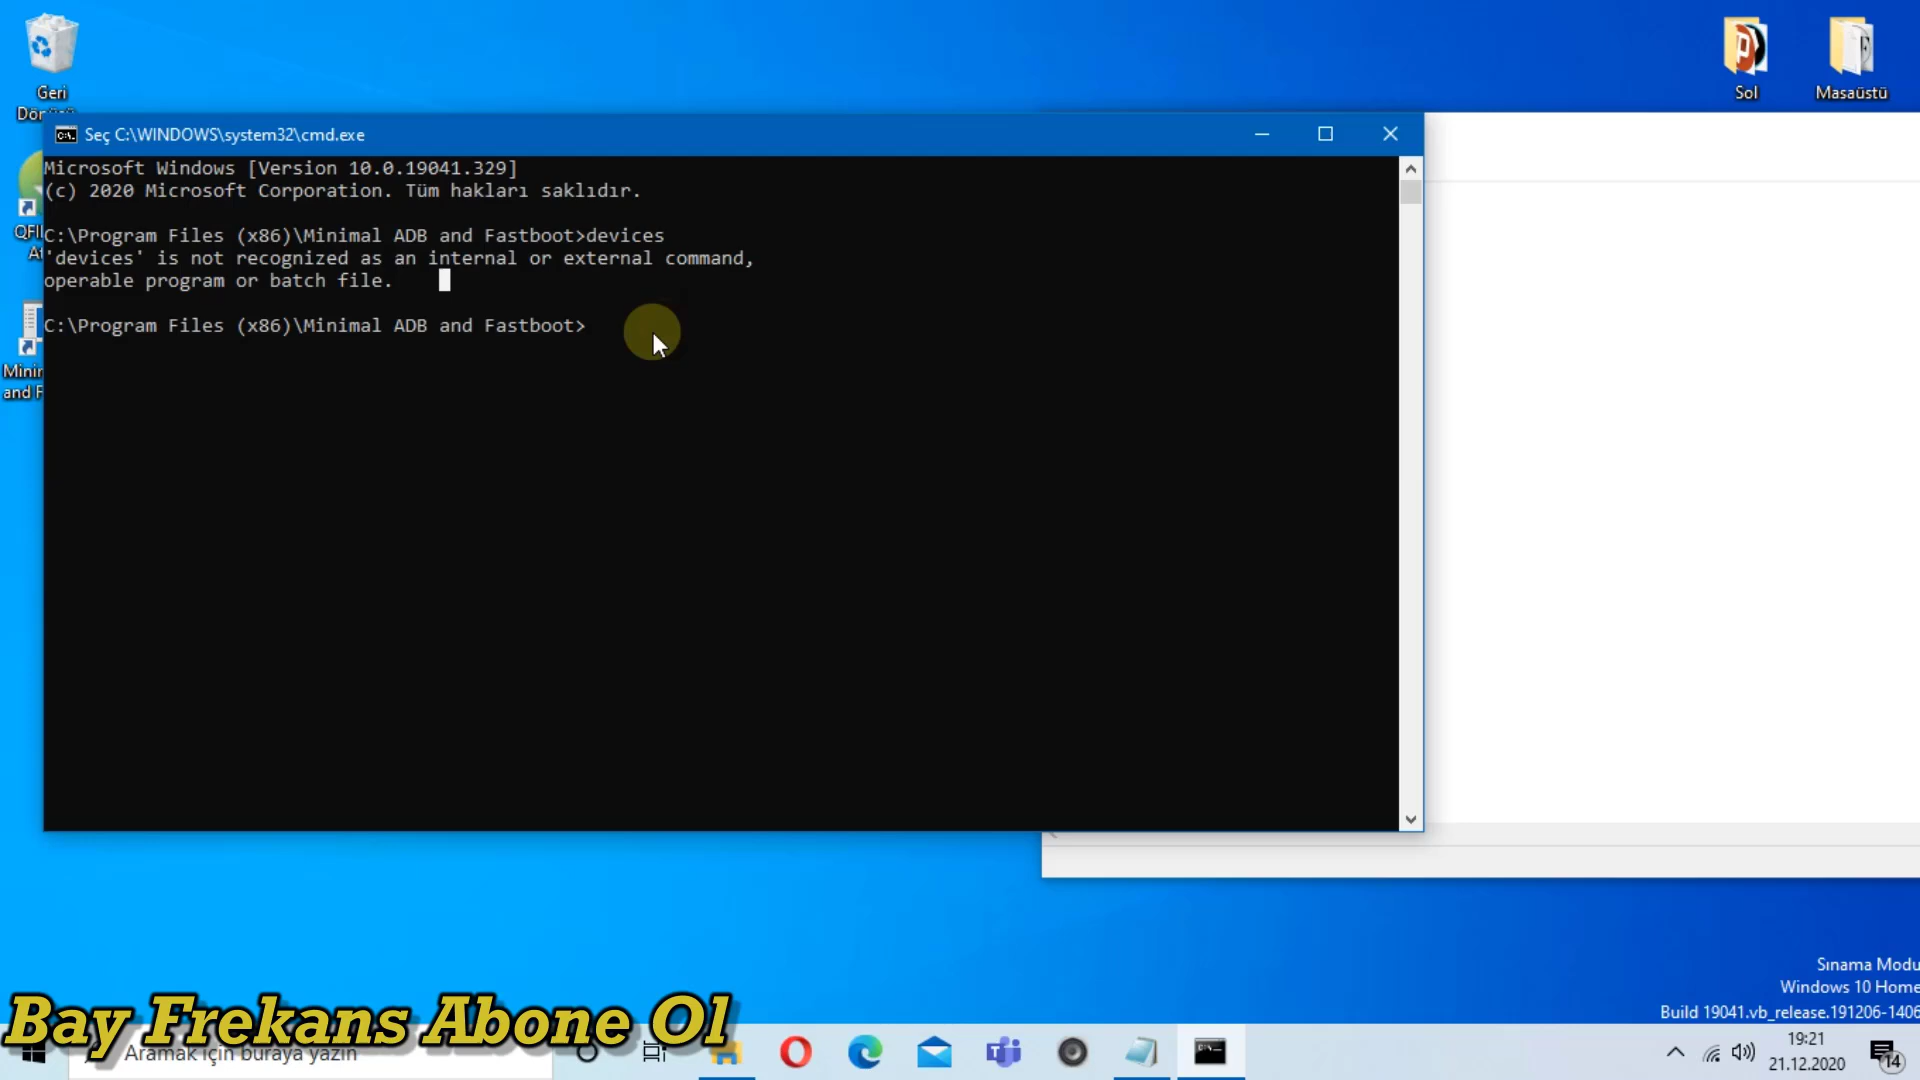 Geri
Sol
Masaüstü
Seç C:\WINDOWS\system32\cmd.exe
Microsoft Windows [Version 10.0.19041.329]
(c) 2020 Microsoft Corporation. Tüm hakları saklıdır.
C:\Program Files (x86)\Minimal ADB and Fastboot>devices
'devices' is not recognized as an internal or external command,
operable program or batch file.
C:\Program Files (x86)\Minimal ADB and Fastboot>
and F
Sınama Modu
Windows 10 Home
Build 19041.vb_release.191206-1406
Bay Frekans Abone Ol
Aramak için buraya yazın
19:21
21.12.2020
14